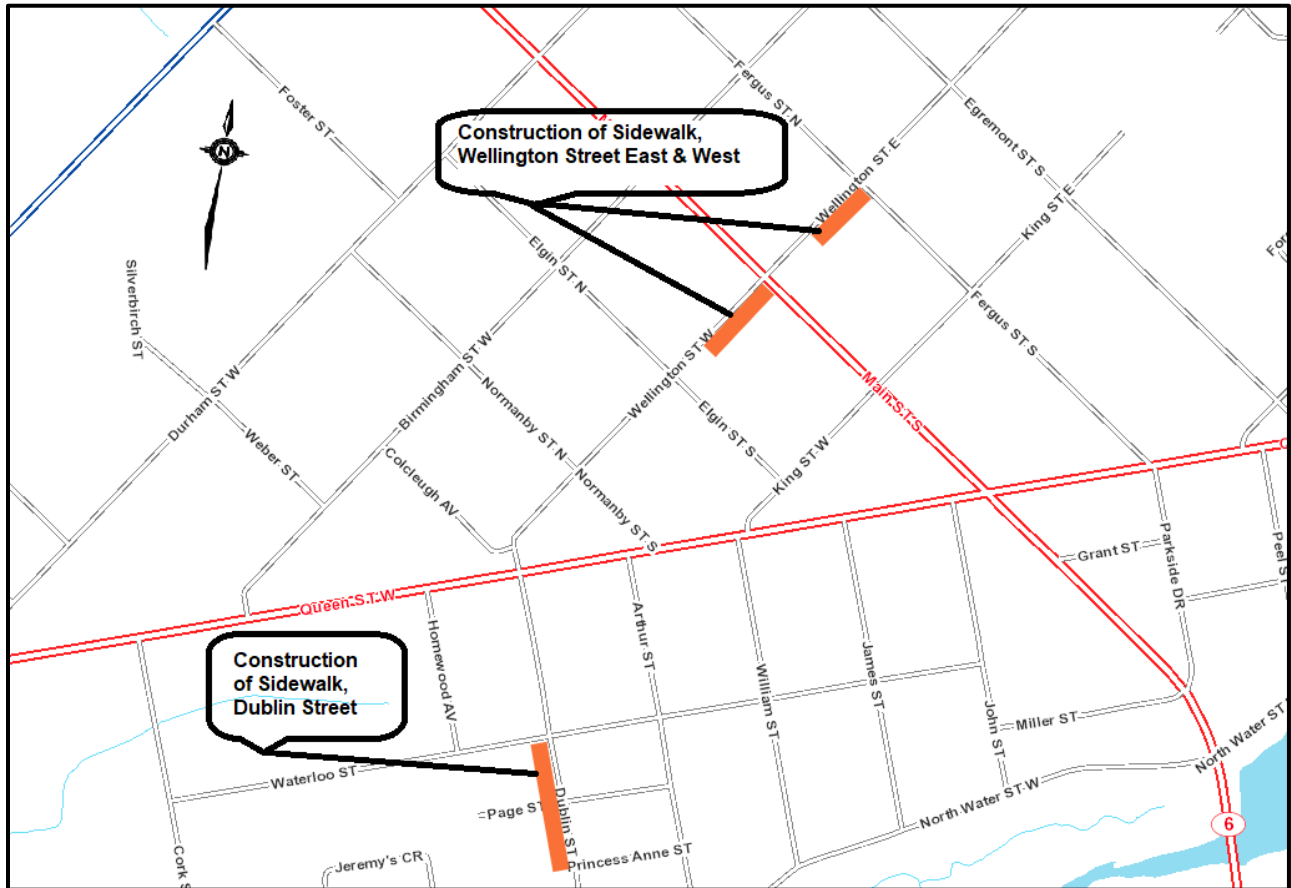 Foster ST
Fergus ST N
Egremont ST S
Construction of Sidewalk,
Wellington Street East & West
N
Wellington ST E
King ST E
Elgin ST N
Silverbirch ST
Fergus ST S
Durham ST W
Birmingham ST W
Wellington ST W
Main S.T S
Normanby ST N
Elgin ST S
Weber ST
Colcleugh AV
King ST W
Normanby ST S
Parkside DR
Grant ST
Queen ST W
Homewood AV
Arthur ST
William ST
James ST
John ST
Construction
of Sidewalk,
Dublin Street
Miller ST
North Water ST
Waterloo ST
Dublin ST
Page ST
North Water ST W
6
Princess Anne ST
Jeremy's CR
Cork S
Peel S